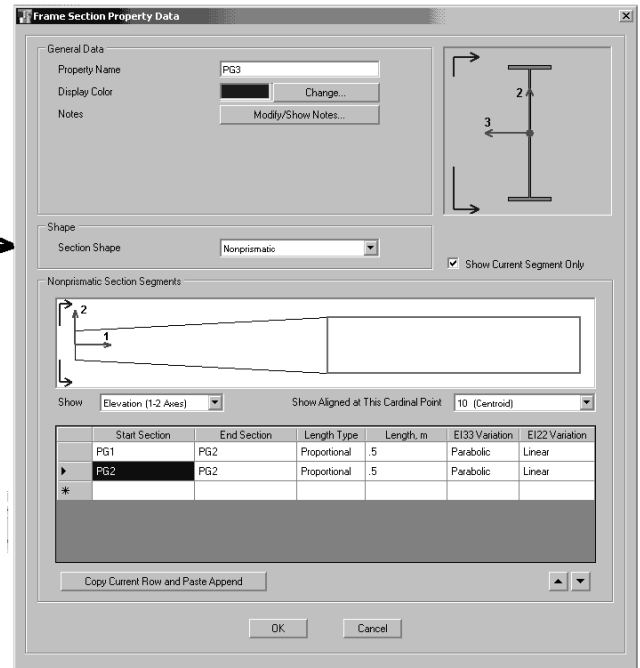 Frame Section Property Data
General Data
Property Name PG3
Display Color Change...
Notes Modify/Show Notes...
2
3
Shape
Section Shape Nonprismatic
Show Current Segment Only
Nonprismatic Section Segments
2
1
Show Elevation (1-2 Axes) Show Aligned at This Cardinal Point 10 (Centroid)
Start Section End Section Length Type Length, m EI33 Variation EI22 Variation
PG1 PG2 Proportional .5 Parabolic Linear
PG2 PG2 Proportional .5 Parabolic Linear
Copy Current Row and Paste Append
OK Cancel